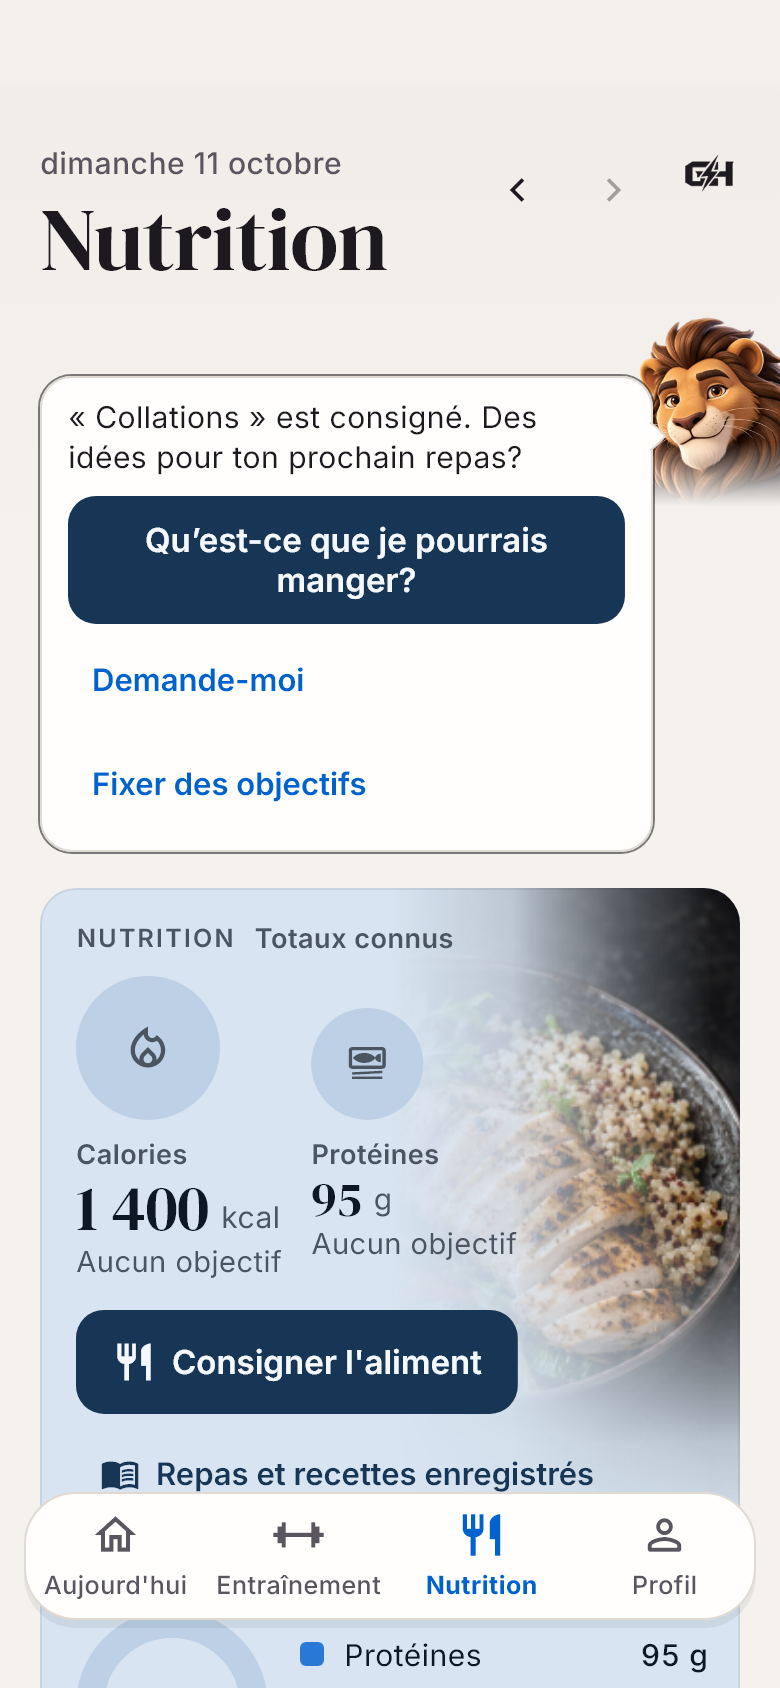 dimanche 11 octobre
GH
Nutrition
« Collations » est consigné. Des
idées pour ton prochain repas?
Qu’est-ce que je pourrais
manger?
Demande-moi
Fixer des objectifs
NUTRITION Totaux connus
Calories
1 400 kcal
Aucun objectif
Protéines
95 g
Aucun objectif
Consigner l'aliment
Repas et recettes enregistrés
Aujourd'hui
Entraînement
Nutrition
Profil
Protéines 95 g